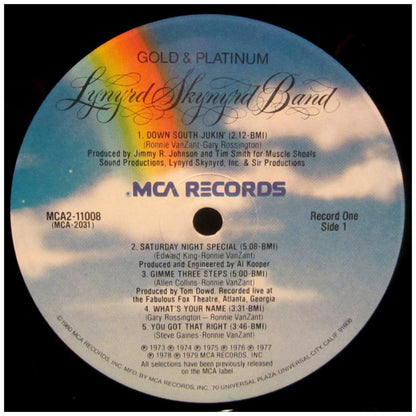 GOLD & PLATINUM
Lynyrd Skynyrd Band
1. DOWN SOUTH JUKIN' (2:12-BMI)
(Ronnie VanZant-Gary Rossington)
Produced by Jimmy R. Johnson and Tim Smith for Muscle Shoals
Sound Productions, Lynyrd Skynyrd, Inc. & Sir Productions
MCA RECORDS
MCA2-11008
(MCA-2031)
Record One
Side 1
2. SATURDAY NIGHT SPECIAL (5:08-BMI)
(Edward King-Ronnie VanZant)
Produced and Engineered by Al Kooper
3. GIMME THREE STEPS (5:00-BMI)
(Allen Collins-Ronnie VanZant)
Produced by Tom Dowd. Recorded live at
the Fabulous Fox Theatre, Atlanta, Georgia
4. WHAT'S YOUR NAME (3:31-BMI)
(Gary Rossington - Ronnie VanZant)
5. YOU GOT THAT RIGHT (3:46-BMI)
(Steve Gaines-Ronnie VanZant)
℗ 1973 ℗ 1974 ℗ 1975 ℗ 1976 ℗ 1977
℗ 1978 ℗ 1979 MCA RECORDS, INC.
All selections have been previously released on
the MCA label.
©1980 MCA RECORDS, INC. MFG. BY MCA RECORDS, INC. 70 UNIVERSAL PLAZA, UNIVERSAL CITY, CALIF.